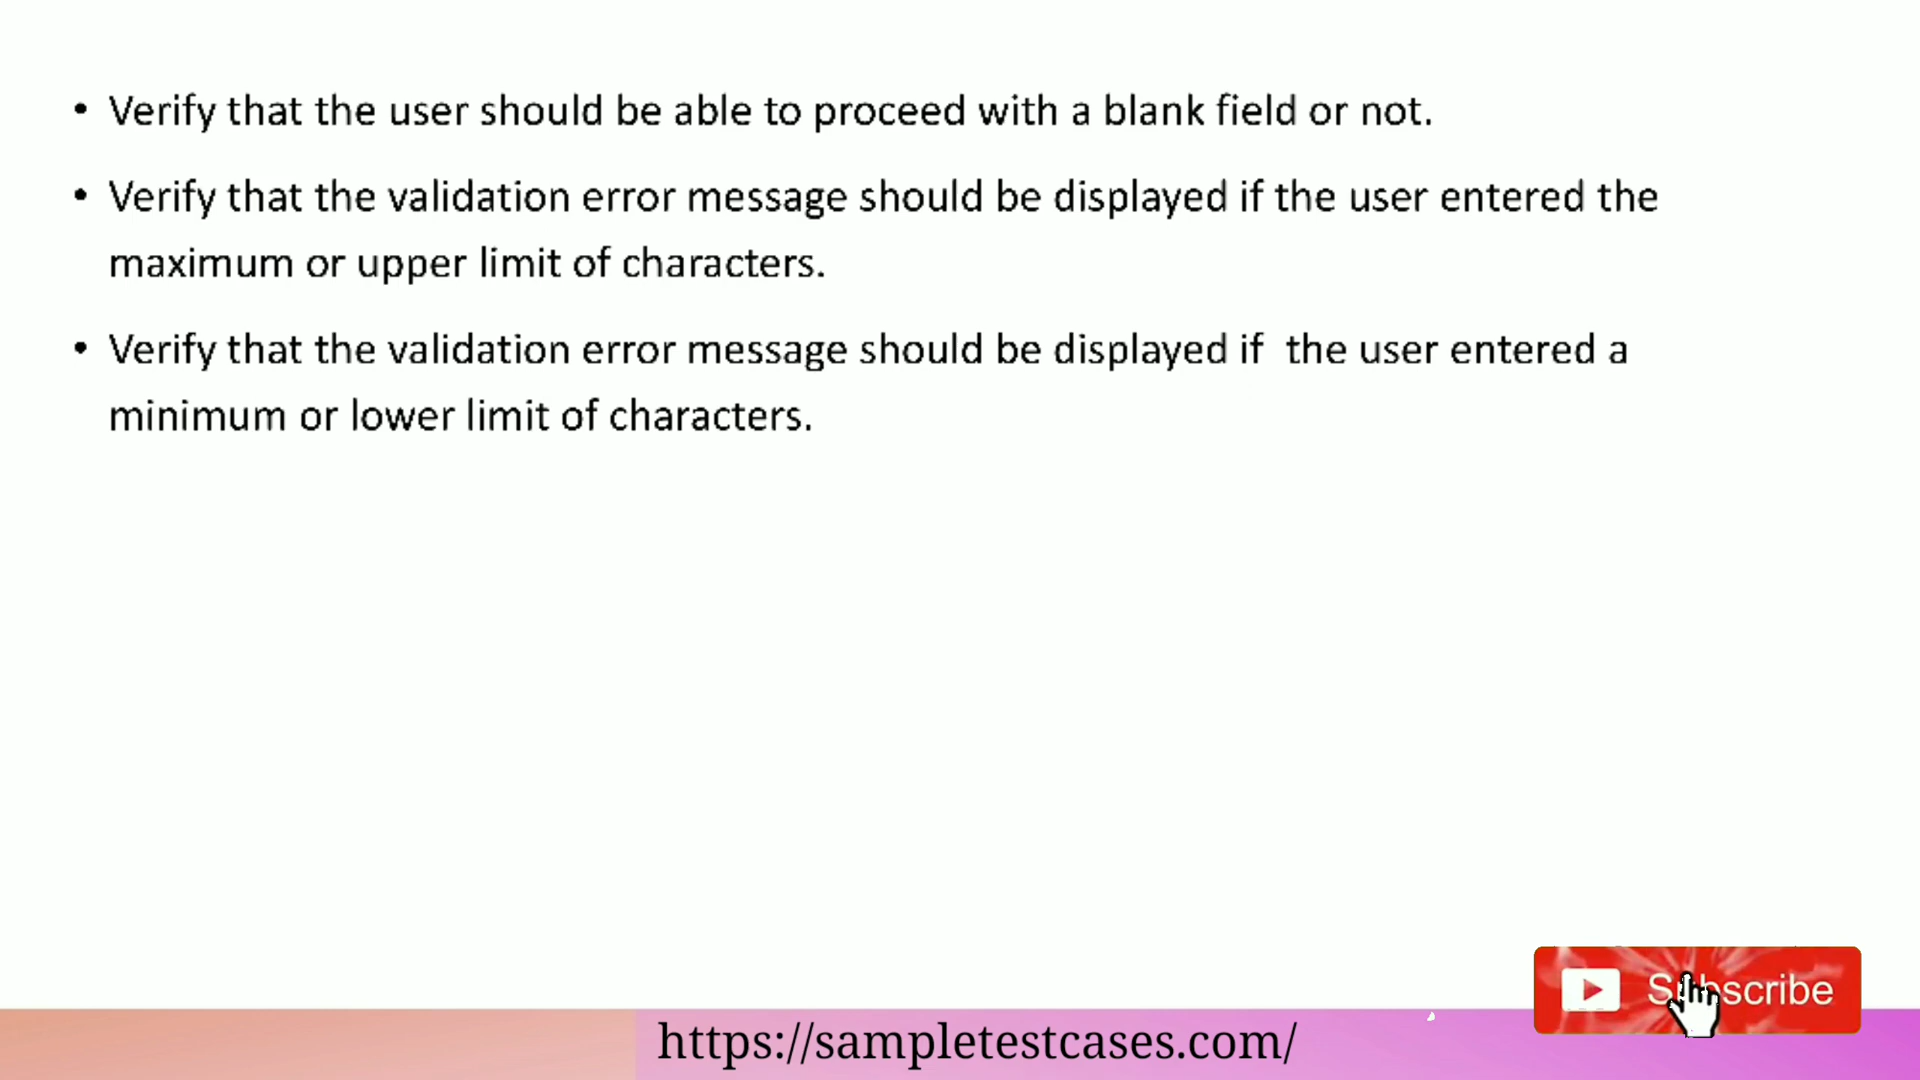 • Verify that the user should be able to proceed with a blank field or not.
• Verify that the validation error message should be displayed if the user entered the
maximum or upper limit of characters.
• Verify that the validation error message should be displayed if  the user entered a
minimum or lower limit of characters.
Subscribe
https://sampletestcases.com/